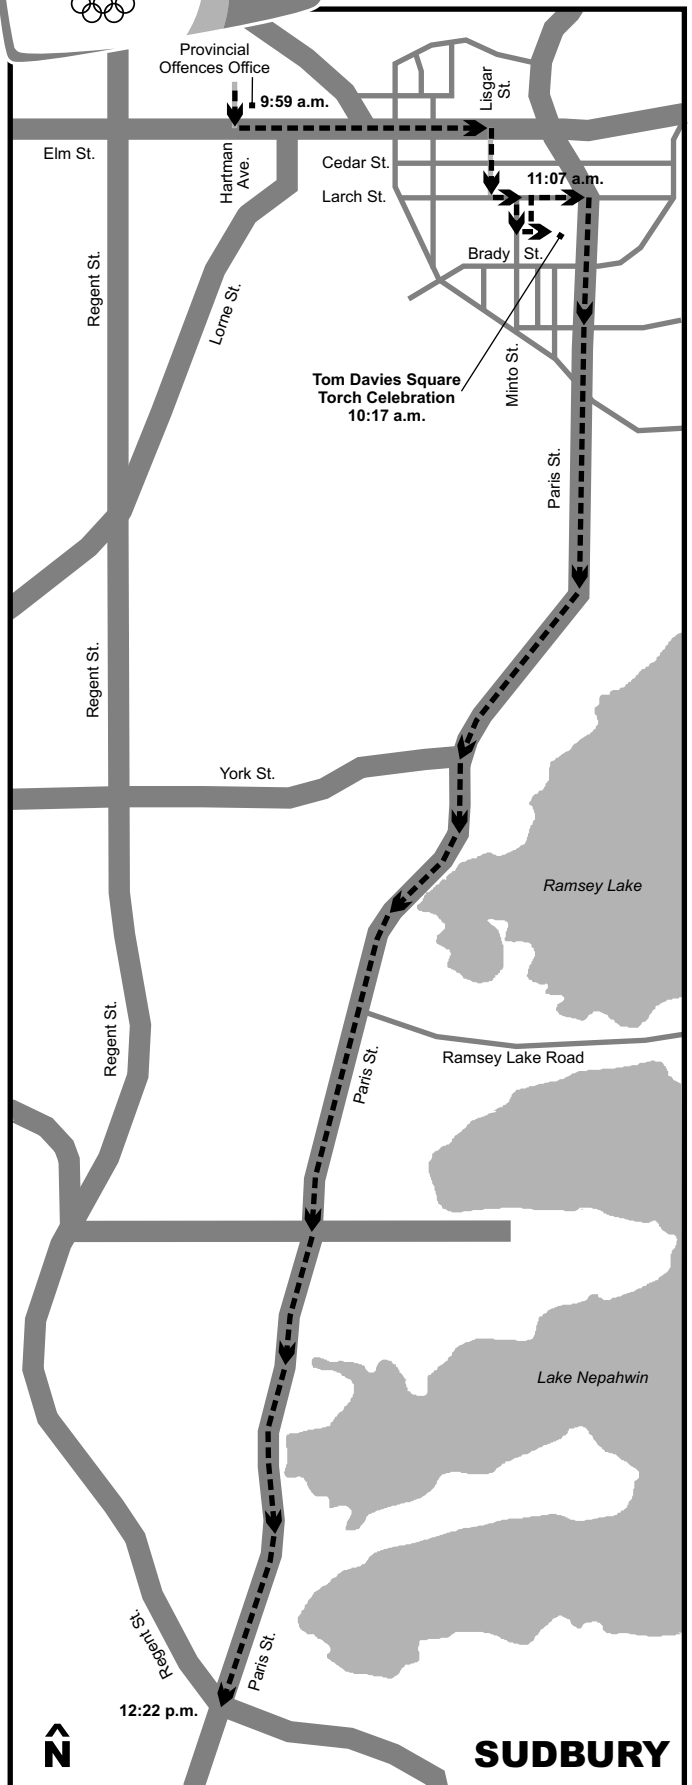 Provincial
Offences Office
9:59 a.m.
Lisgar
St.
Elm St.
Hartman
Ave.
Cedar St.
11:07 a.m.
Larch St.
Brady St.
Regent St.
Lorne St.
Minto St.
Tom Davies Square
Torch Celebration
10:17 a.m.
Paris St.
Regent St.
York St.
Ramsey Lake
Regent St.
Paris St.
Ramsey Lake Road
Lake Nepahwin
Regent St.
Paris St.
12:22 p.m.
N
SUDBURY